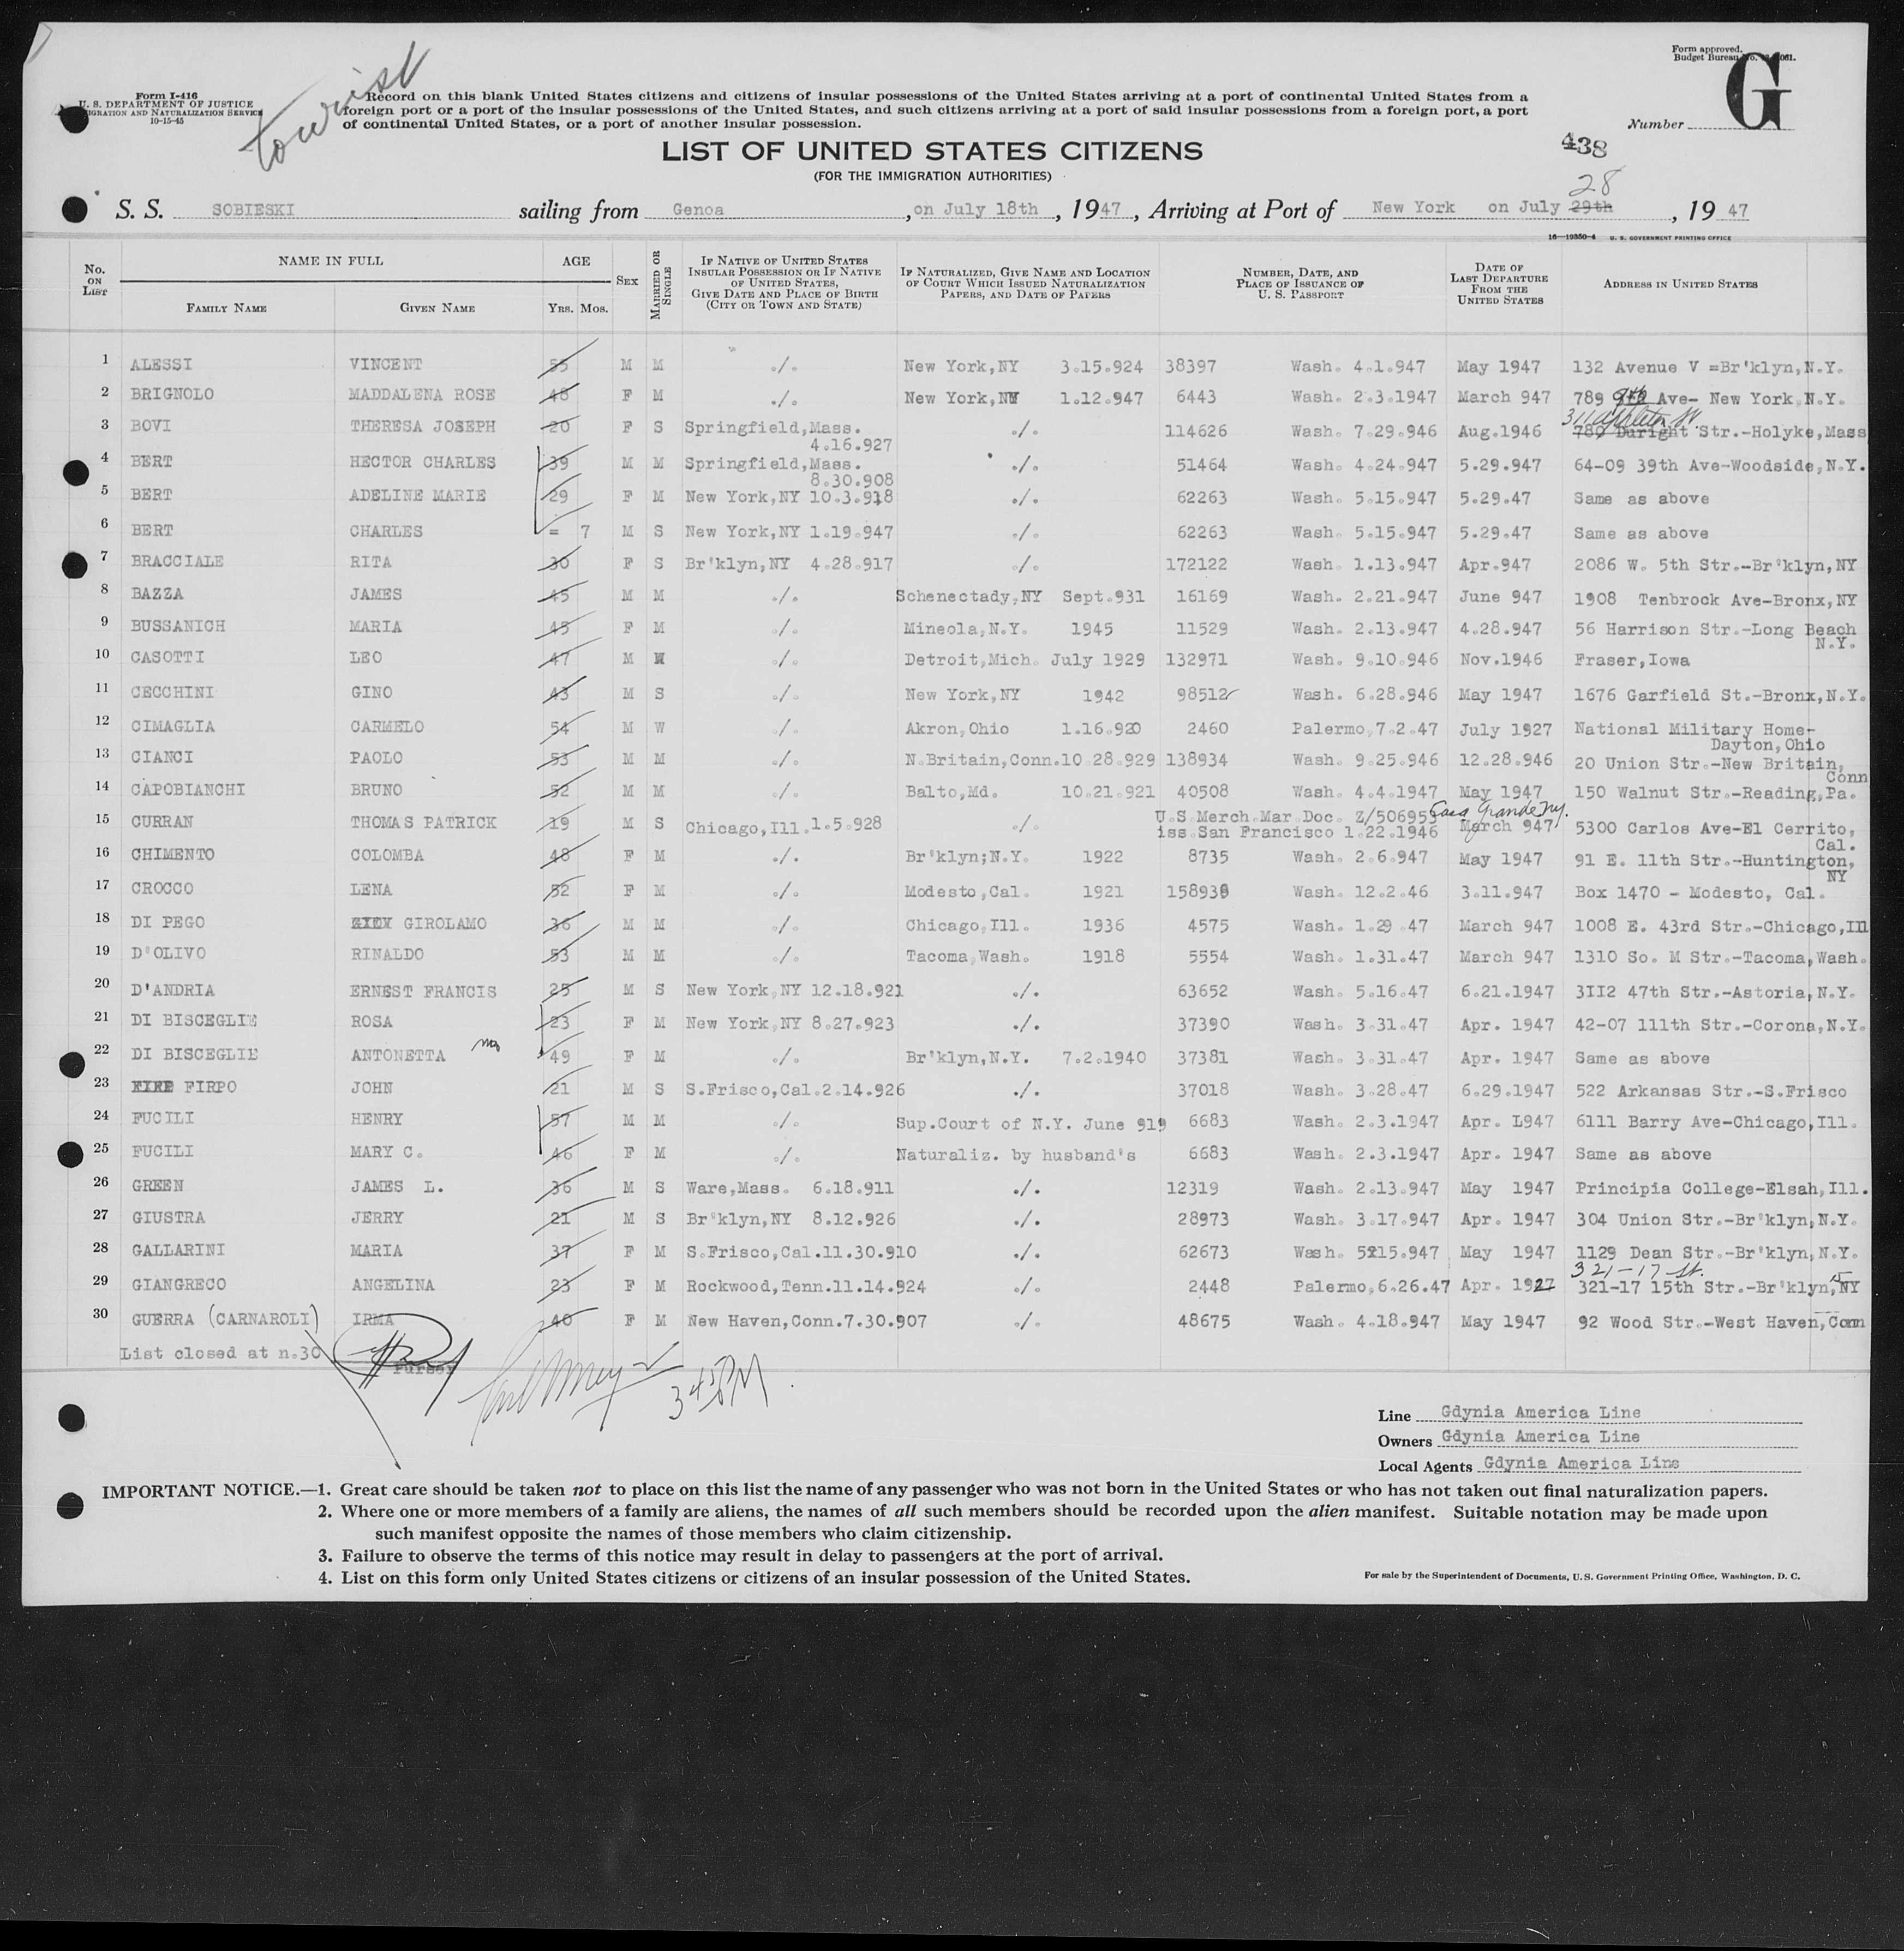 Form approved.
Budget Bureau No.
G
Form I-416
U. S. DEPARTMENT OF JUSTICE
IMMIGRATION AND NATURALIZATION SERVICE
10-15-45
tourist
Record on this blank United States citizens and citizens of insular possessions of the United States arriving at a port of continental United States from a
foreign port or a port of the insular possessions of the United States, and such citizens arriving at a port of said insular possessions from a foreign port, a port
of continental United States, or a port of another insular possession.
Number
438
LIST OF UNITED STATES CITIZENS
(FOR THE IMMIGRATION AUTHORITIES)
28
S. S. SOBIESKI sailing from Genoa , on July 18th , 1947 , Arriving at Port of New York on July 29th , 19 47
16—19350-4 U. S. GOVERNMENT PRINTING OFFICE
No. ON LIST
NAME IN FULL
FAMILY NAME
GIVEN NAME
AGE
YRS. MOS.
SEX
MARRIED OR SINGLE
IF NATIVE OF UNITED STATES INSULAR POSSESSION OR IF NATIVE OF UNITED STATES, GIVE DATE AND PLACE OF BIRTH (CITY OR TOWN AND STATE)
IF NATURALIZED, GIVE NAME AND LOCATION OF COURT WHICH ISSUED NATURALIZATION PAPERS, AND DATE OF PAPERS
NUMBER, DATE, AND PLACE OF ISSUANCE OF U. S. PASSPORT
DATE OF LAST DEPARTURE FROM THE UNITED STATES
ADDRESS IN UNITED STATES
1 ALESSI VINCENT 55 M M ./. New York,NY 3.15.924 38397 Wash. 4.1.947 May 1947 132 Avenue V =Br'klyn,N.Y.
2 BRIGNOLO MADDALENA ROSE 48 F M ./. New York,NY 1.12.947 6443 Wash. 2.3.1947 March 947 789 9th Ave- New York N.Y.
3 BOVI THERESA JOSEPH 20 F S Springfield,Mass. 4.16.927 ./. 114626 Wash. 7.29.946 Aug.1946 311 Appleton St. 780 Duright Str.-Holyke,Mass
4 BERT HECTOR CHARLES 39 M M Springfield,Mass. 8.30.908 ./. 51464 Wash. 4.24.947 5.29.947 64-09 39th Ave-Woodside,N.Y.
5 BERT ADELINE MARIE 29 F M New York,NY 10.3.918 ./. 62263 Wash. 5.15.947 5.29.47 Same as above
6 BERT CHARLES = 7 M S New York,NY 1.19.947 ./. 62263 Wash. 5.15.947 5.29.47 Same as above
7 BRACCIALE RITA 30 F S Br'klyn,NY 4.28.917 ./. 172122 Wash. 1.13.947 Apr.947 2086 W. 5th Str.-Br'klyn,NY
8 BAZZA JAMES 45 M M ./. Schenectady,NY Sept.931 16169 Wash. 2.21.947 June 947 1908 Tenbrock Ave-Bronx,NY
9 BUSSANICH MARIA 45 F M ./. Mineola,N.Y. 1945 11529 Wash. 2.13.947 4.28.947 56 Harrison Str.-Long Beach N.Y.
10 CASOTTI LEO 47 M ./. Detroit,Mich. July 1929 132971 Wash. 9.10.946 Nov.1946 Fraser,Iowa
11 CECCHINI GINO 43 M S ./. New York,NY 1942 98512 Wash. 6.28.946 May 1947 1676 Garfield St.-Bronx,N.Y.
12 CIMAGLIA CARMELO 54 M W ./. Akron,Ohio 1.16.920 2460 Palermo,7.2.47 July 1927 National Military Home-Dayton,Ohio
13 CIANCI PAOLO 53 M M ./. N.Britain,Conn.10.28.929 138934 Wash. 9.25.946 12.28.946 20 Union Str.-New Britain, Conn
14 CAPOBIANCHI BRUNO 52 M M ./. Balto,Md. 10.21.921 40508 Wash. 4.4.1947 May 1947 150 Walnut Str.-Reading,Pa.
15 CURRAN THOMAS PATRICK 19 M S Chicago,Ill.1.5.928 ./. U.S.Merch.Mar.Doc. Z/506955 iss.San Francisco 1.22.1946 Casa Grande NY. March 947 5300 Carlos Ave-El Cerrito, Cal.
16 CHIMENTO COLOMBA 48 F M ./. Br'klyn;N.Y. 1922 8735 Wash. 2.6.947 May 1947 91 E. 11th Str.-Huntington, NY
17 CROCCO LENA 52 F M ./. Modesto,Cal. 1921 158936 Wash. 12.2.46 3.11.947 Box 1470 - Modesto, Cal.
18 DI PEGO GIROLAMO 36 M M ./. Chicago,Ill. 1936 4575 Wash. 1.29.47 March 947 1008 E. 43rd Str.-Chicago,Ill
19 D'OLIVO RINALDO 53 M M ./. Tacoma,Wash. 1918 5554 Wash. 1.31.47 March 947 1310 So. M Str.-Tacoma,Wash.
20 D'ANDRIA ERNEST FRANCIS 25 M S New York,NY 12.18.921 ./. 63652 Wash. 5.16.47 6.21.1947 3112 47th Str.-Astoria,N.Y.
21 DI BISCEGLIE ROSA 23 F M New York,NY 8.27.923 ./. 37390 Wash. 3.31.47 Apr. 1947 42-07 111th Str.-Corona,N.Y.
22 DI BISCEGLIE ANTONETTA 49 F M ./. Br'klyn,N.Y. 7.2.1940 37381 Wash. 3.31.47 Apr. 1947 Same as above
23 FIRPO JOHN 21 M S S.Frisco,Cal.2.14.926 ./. 37018 Wash. 3.28.47 6.29.1947 522 Arkansas Str.-S.Frisco
24 FUCILI HENRY 57 M M ./. Sup.Court of N.Y. June 919 6683 Wash. 2.3.1947 Apr. L947 6111 Barry Ave-Chicago,Ill.
25 FUCILI MARY C. 46 F M ./. Naturaliz. by husband's 6683 Wash. 2.3.1947 Apr. 1947 Same as above
26 GREEN JAMES L. 36 M S Ware,Mass. 6.18.911 ./. 12319 Wash. 2.13.947 May 1947 Principia College-Elsah,Ill.
27 GIUSTRA JERRY 21 M S Br'klyn,NY 8.12.926 ./. 28973 Wash. 3.17.947 Apr. 1947 304 Union Str.-Br'klyn,N.Y.
28 GALLARINI MARIA 37 F M S.Frisco,Cal.11.30.910 ./. 62673 Wash. 5.15.947 May 1947 1129 Dean Str.-Br'klyn,N.Y.
29 GIANGRECO ANGELINA 23 F M Rockwood,Tenn.11.14.924 ./. 2448 Palermo,6.26.47 Apr. 1927 321-17 St. 321-17 15th Str.-Br'klyn,NY
30 GUERRA (CARNAROLI) IRMA 40 F M New Haven,Conn.7.30.907 ./. 48675 Wash. 4.18.947 May 1947 92 Wood Str.-West Haven,Conn
List closed at n.30
Purser
3 45 PM
Line Gdynia America Line
Owners Gdynia America Line
Local Agents Gdynia America Line
IMPORTANT NOTICE.—1. Great care should be taken not to place on this list the name of any passenger who was not born in the United States or who has not taken out final naturalization papers.
2. Where one or more members of a family are aliens, the names of all such members should be recorded upon the alien manifest. Suitable notation may be made upon
such manifest opposite the names of those members who claim citizenship.
3. Failure to observe the terms of this notice may result in delay to passengers at the port of arrival.
4. List on this form only United States citizens or citizens of an insular possession of the United States.
For sale by the Superintendent of Documents, U. S. Government Printing Office, Washington, D. C.